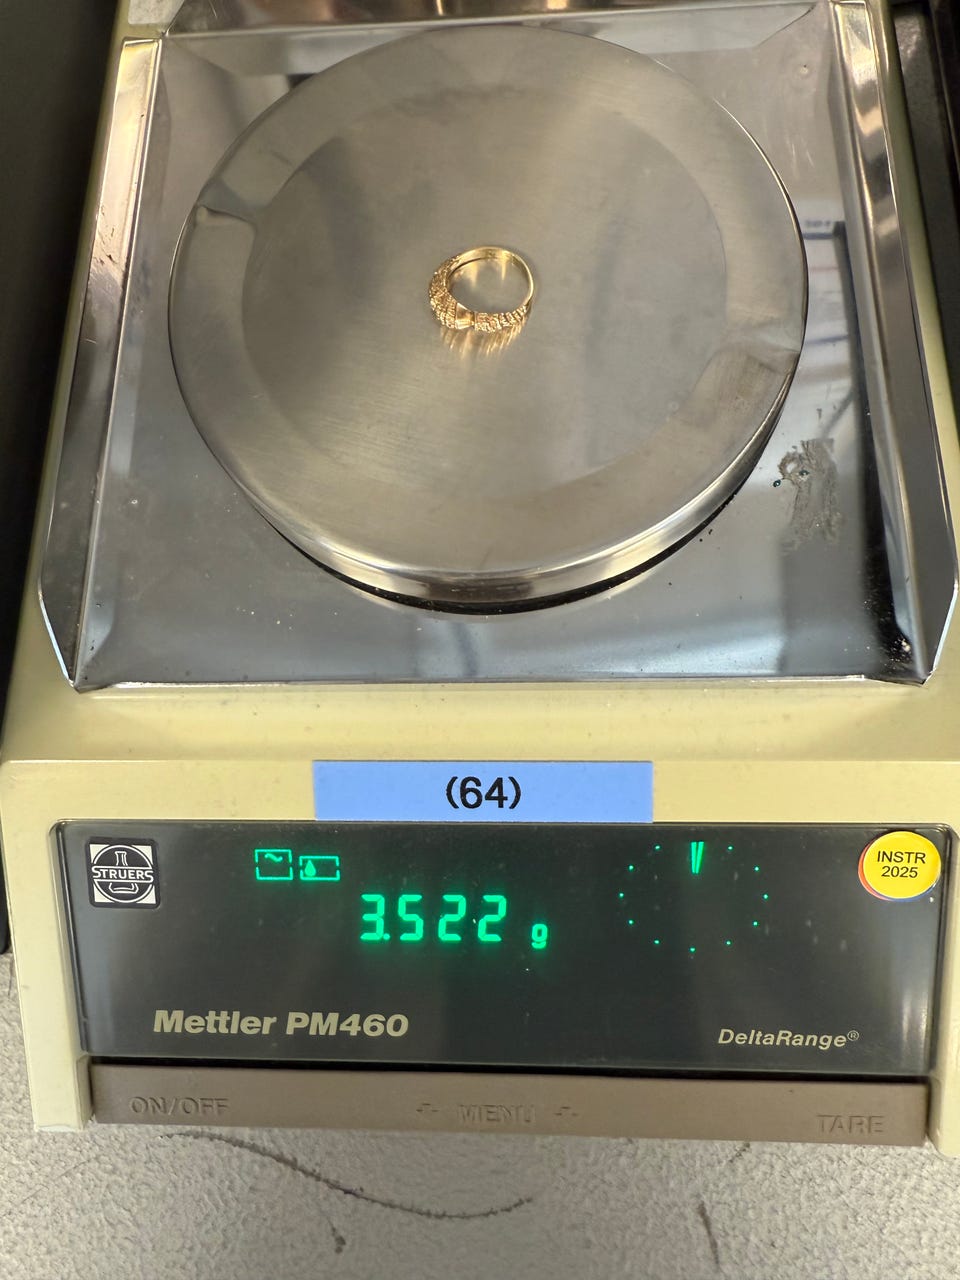 (64)
STRUERS
INSTR
2025
3.522 g
Mettler PM460
DeltaRange®
ON/OFF
MENU
TARE